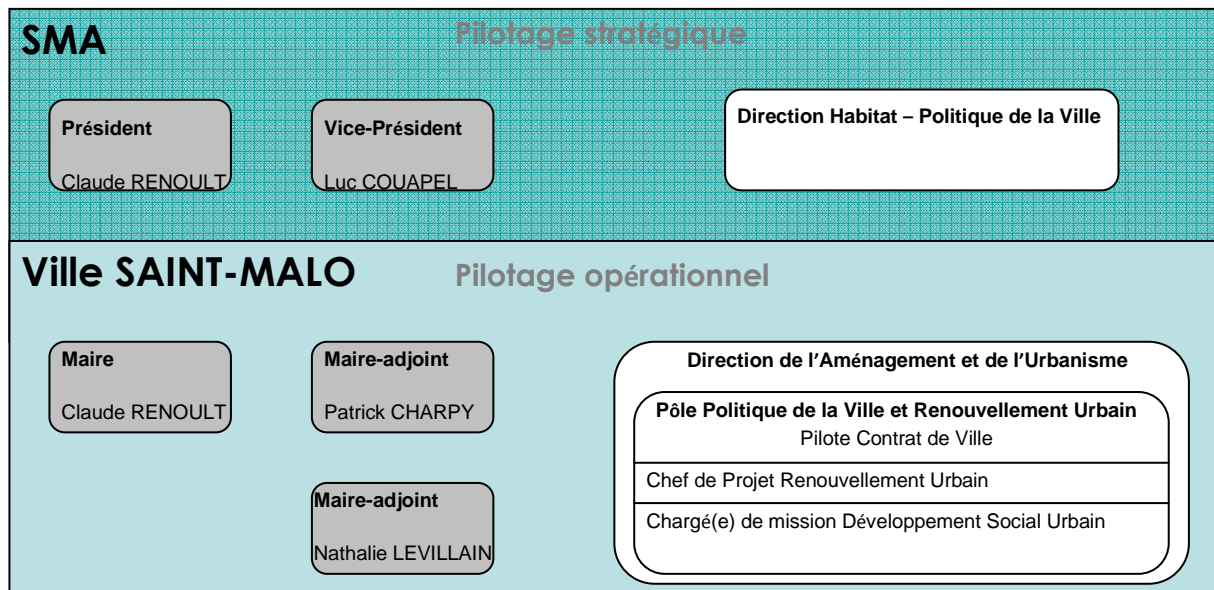 SMA
Pilotage stratégique
Président
Claude RENOULT
Vice-Président
Luc COUAPEL
Direction Habitat – Politique de la Ville
Ville SAINT-MALO
Pilotage opérationnel
Maire
Claude RENOULT
Maire-adjoint
Patrick CHARPY
Maire-adjoint
Nathalie LEVILLAIN
Direction de l'Aménagement et de l'Urbanisme
Pôle Politique de la Ville et Renouvellement Urbain
Pilote Contrat de Ville
Chef de Projet Renouvellement Urbain
Chargé(e) de mission Développement Social Urbain